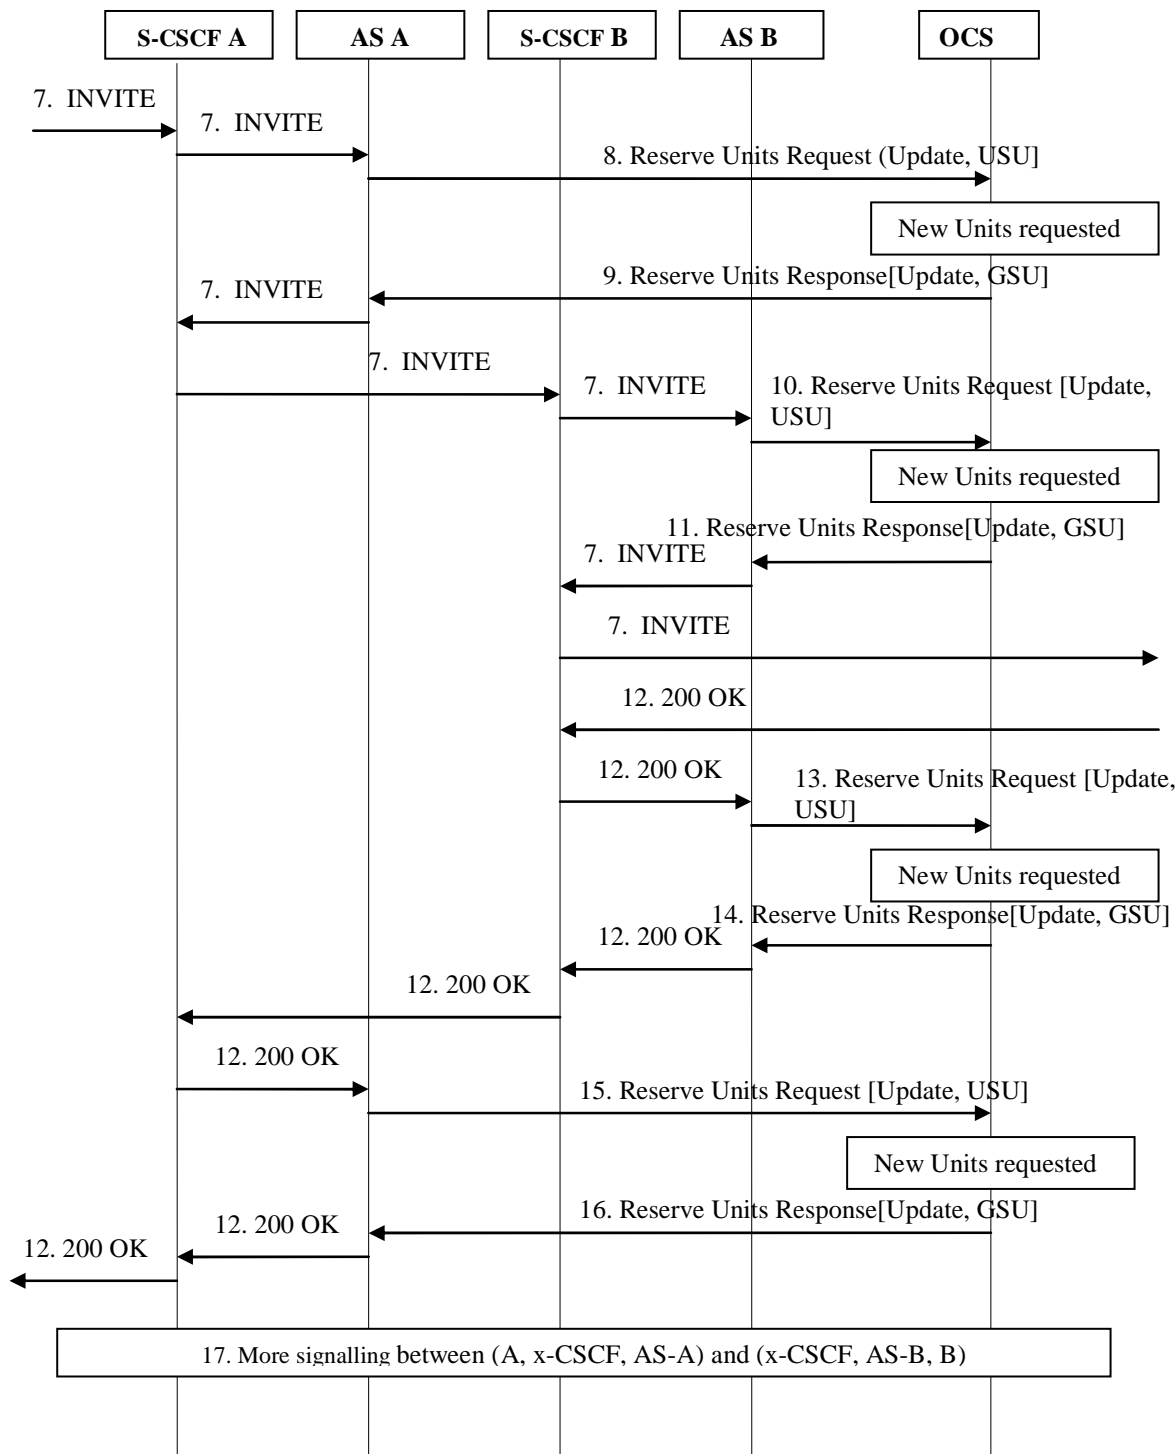 S-CSCF A
AS A
S-CSCF B
AS B
OCS
7.  INVITE
7.  INVITE
8. Reserve Units Request (Update, USU]
New Units requested
9. Reserve Units Response[Update, GSU]
7.  INVITE
7.  INVITE
7.  INVITE
10. Reserve Units Request [Update,
USU]
New Units requested
11. Reserve Units Response[Update, GSU]
7.  INVITE
7.  INVITE
12. 200 OK
12. 200 OK
13. Reserve Units Request [Update,
USU]
New Units requested
14. Reserve Units Response[Update, GSU]
12. 200 OK
12. 200 OK
12. 200 OK
15. Reserve Units Request [Update, USU]
New Units requested
16. Reserve Units Response[Update, GSU]
12. 200 OK
12. 200 OK
17. More signalling between (A, x-CSCF, AS-A) and (x-CSCF, AS-B, B)